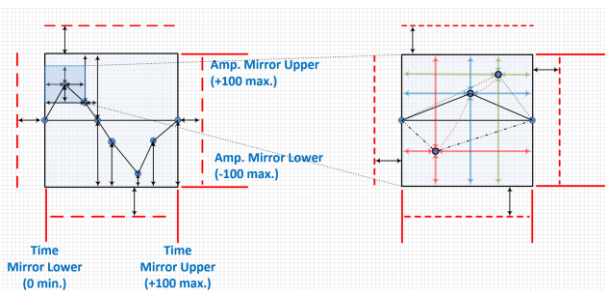 Amp. Mirror Upper
(+100 max.)
Amp. Mirror Lower
(-100 max.)
Time
Mirror Lower
(0 min.)
Time
Mirror Upper
(+100 max.)